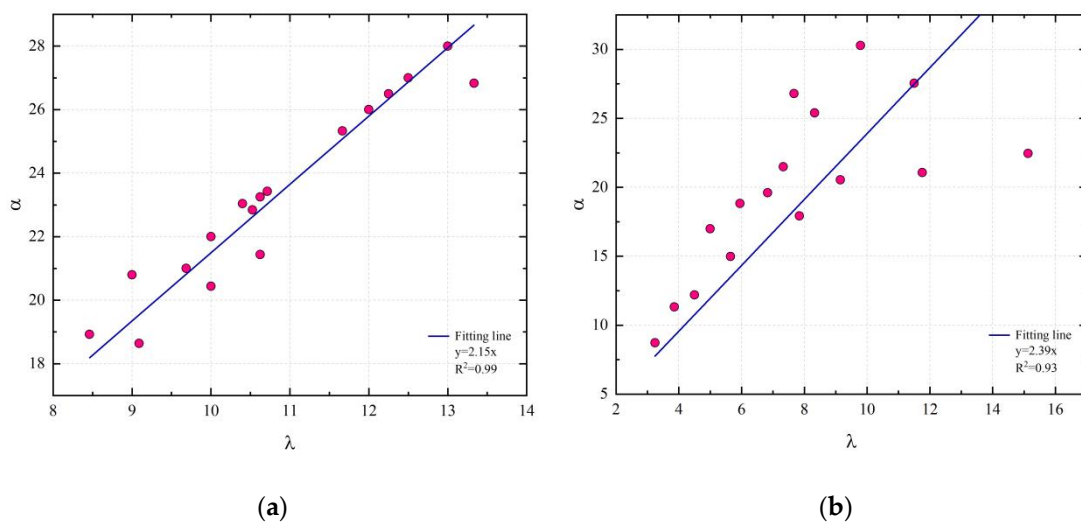 28
26
24
22
20
18
α
8
9
10
11
12
13
14
λ
Fitting line
y=2.15x
R²=0.99
(a)
30
25
20
15
10
5
α
2
4
6
8
10
12
14
16
λ
Fitting line
y=2.39x
R²=0.93
(b)